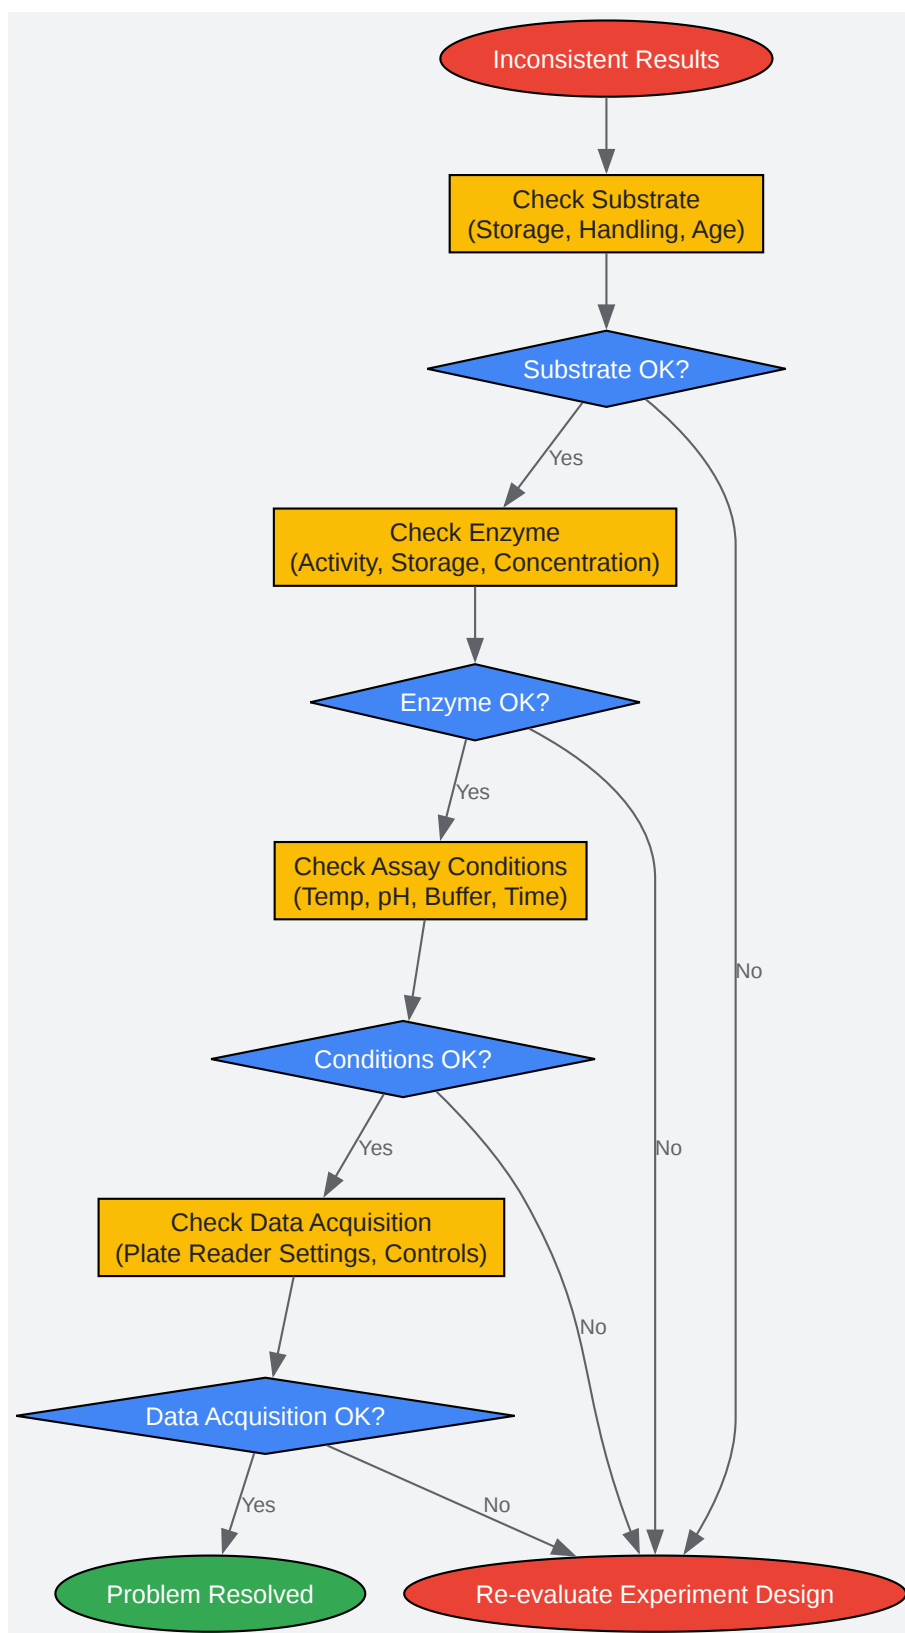 Inconsistent Results
Check Substrate
(Storage, Handling, Age)
Substrate OK?
Yes
Check Enzyme
(Activity, Storage, Concentration)
Enzyme OK?
Yes
Check Assay Conditions
(Temp, pH, Buffer, Time)
No
Conditions OK?
Yes
No
Check Data Acquisition
(Plate Reader Settings, Controls)
No
Data Acquisition OK?
Yes
No
Problem Resolved
Re-evaluate Experiment Design